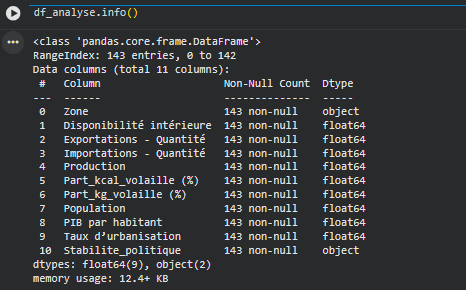 df_analyse.info()
<class 'pandas.core.frame.DataFrame'>
RangeIndex: 143 entries, 0 to 142
Data columns (total 11 columns):
 #   Column                   Non-Null Count  Dtype
---  ------                   --------------  -----
 0   Zone                     143 non-null    object
 1   Disponibilité intérieure 143 non-null    float64
 2   Exportations - Quantité  143 non-null    float64
 3   Importations - Quantité  143 non-null    float64
 4   Production               143 non-null    float64
 5   Part_kcal_volaille (%)   143 non-null    float64
 6   Part_kg_volaille (%)     143 non-null    float64
 7   Population               143 non-null    float64
 8   PIB par habitant         143 non-null    float64
 9   Taux d’urbanisation      143 non-null    float64
 10  Stabilite_politique      143 non-null    object
dtypes: float64(9), object(2)
memory usage: 12.4+ KB